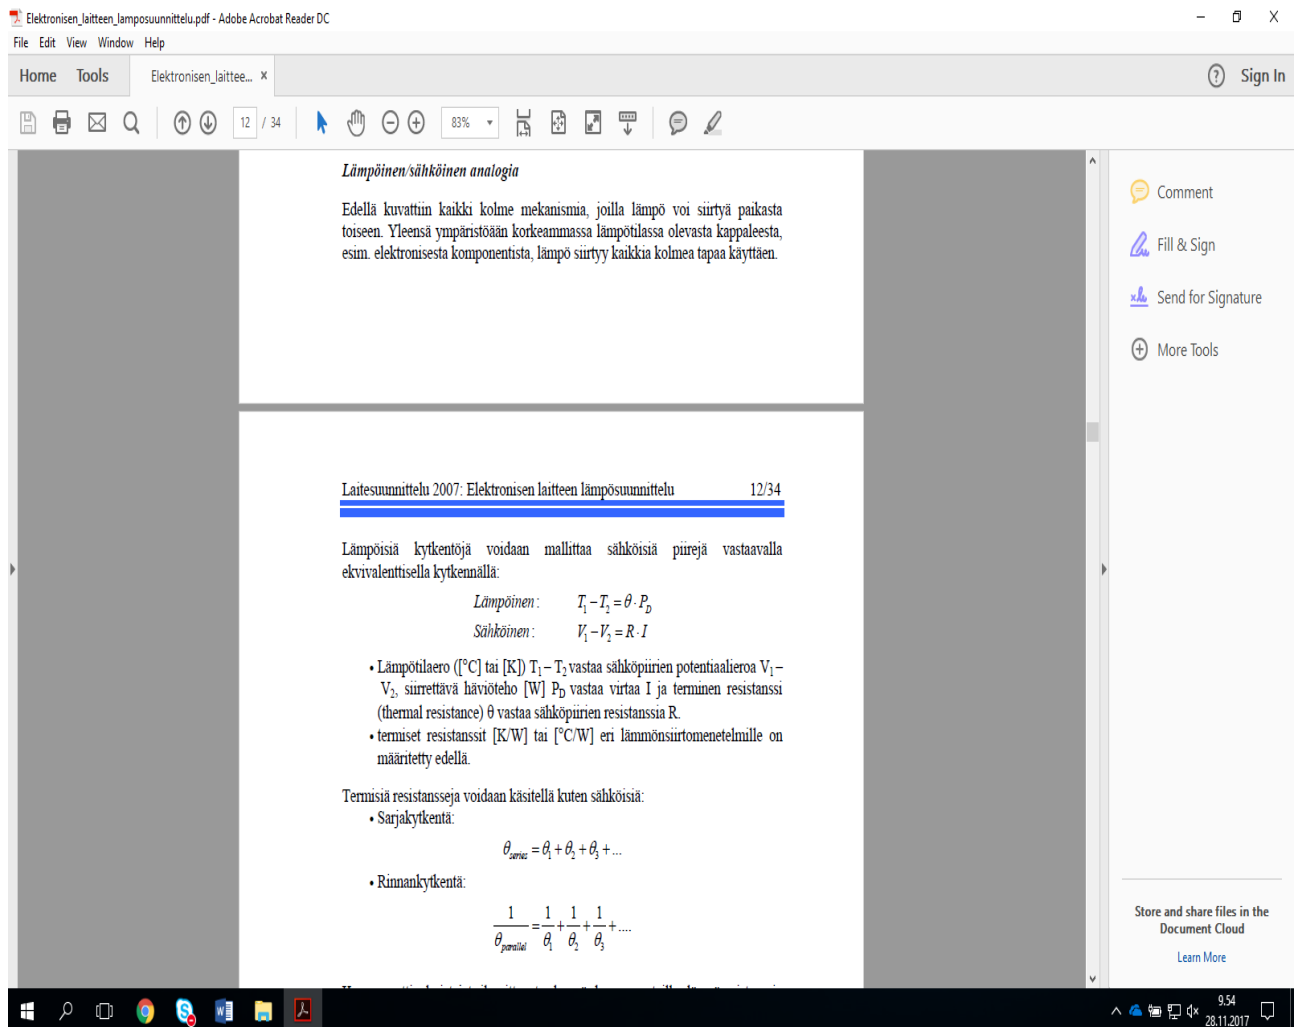 Elektronisen_laitteen_lamposuunnittelu.pdf - Adobe Acrobat Reader DC
File Edit View Window Help
Home Tools Elektronisen_laittee... × ? Sign In
12 / 34 83%
Lämpöinen/sähköinen analogia
Edellä kuvattiin kaikki kolme mekanismia, joilla lämpö voi siirtyä paikasta
toiseen. Yleensä ympäristöään korkeammassa lämpötilassa olevasta kappaleesta,
esim. elektronisesta komponentista, lämpö siirtyy kaikkia kolmea tapaa käyttäen.
Laitesuunnittelu 2007: Elektronisen laitteen lämpösuunnittelu 12/34
Lämpöisiä kytkentöjä voidaan mallittaa sähköisiä piirejä vastaavalla
ekvivalenttisella kytkennällä:
Lämpöinen: T₁ – T₂ = θ · P_D
Sähköinen: V₁ – V₂ = R · I
• Lämpötilaero ([°C] tai [K]) T₁ – T₂ vastaa sähköpiirien potentiaalieroa V₁ –
V₂, siirrettävä häviöteho [W] P_D vastaa virtaa I ja terminen resistanssi
(thermal resistance) θ vastaa sähköpiirien resistanssia R.
• termiset resistanssit [K/W] tai [°C/W] eri lämmönsiirtomenetelmille on
määritetty edellä.
Termisiä resistansseja voidaan käsitellä kuten sähköisiä:
• Sarjakytkentä:
θ_series = θ₁ + θ₂ + θ₃ + ...
• Rinnankytkentä:
1/θ_parallel = 1/θ₁ + 1/θ₂ + 1/θ₃ + ....
Comment
Fill & Sign
Send for Signature
More Tools
Store and share files in the
Document Cloud
Learn More
9.54
28.11.2017